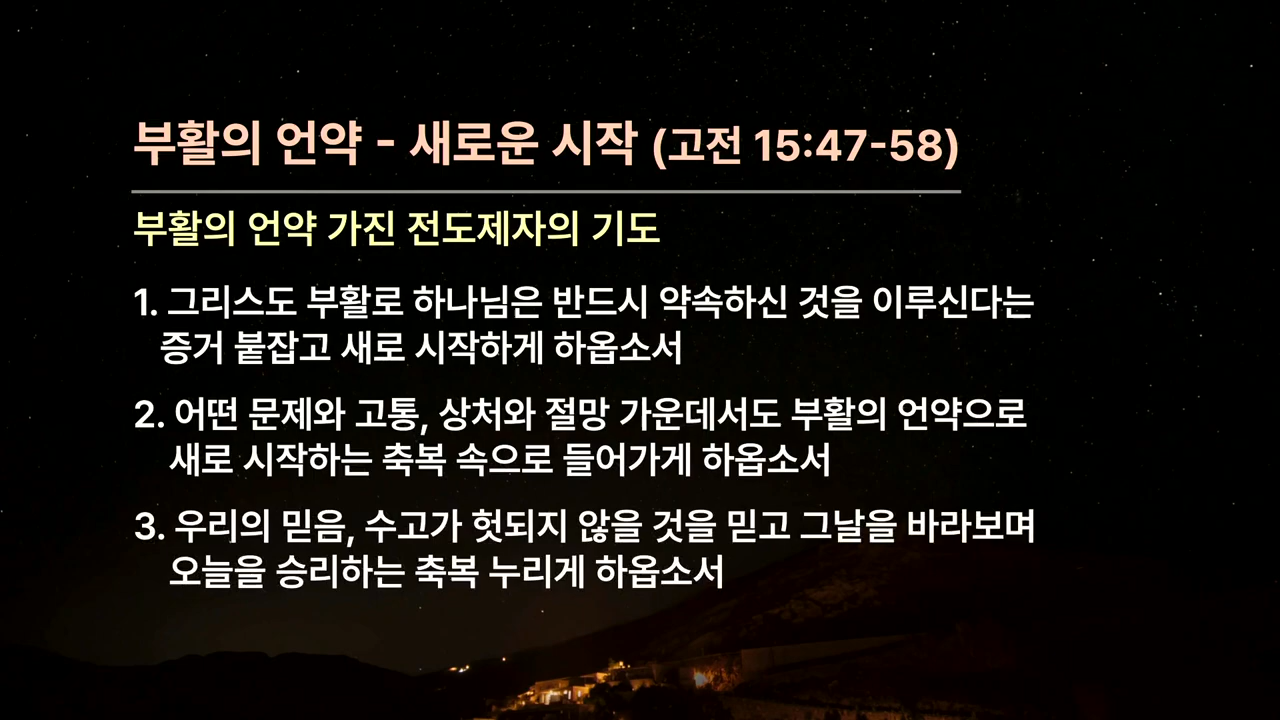 부활의 언약 - 새로운 시작 (고전 15:47-58)
부활의 언약 가진 전도제자의 기도
1. 그리스도 부활로 하나님은 반드시 약속하신 것을 이루신다는
증거 붙잡고 새로 시작하게 하옵소서
2. 어떤 문제와 고통, 상처와 절망 가운데서도 부활의 언약으로
새로 시작하는 축복 속으로 들어가게 하옵소서
3. 우리의 믿음, 수고가 헛되지 않을 것을 믿고 그날을 바라보며
오늘을 승리하는 축복 누리게 하옵소서